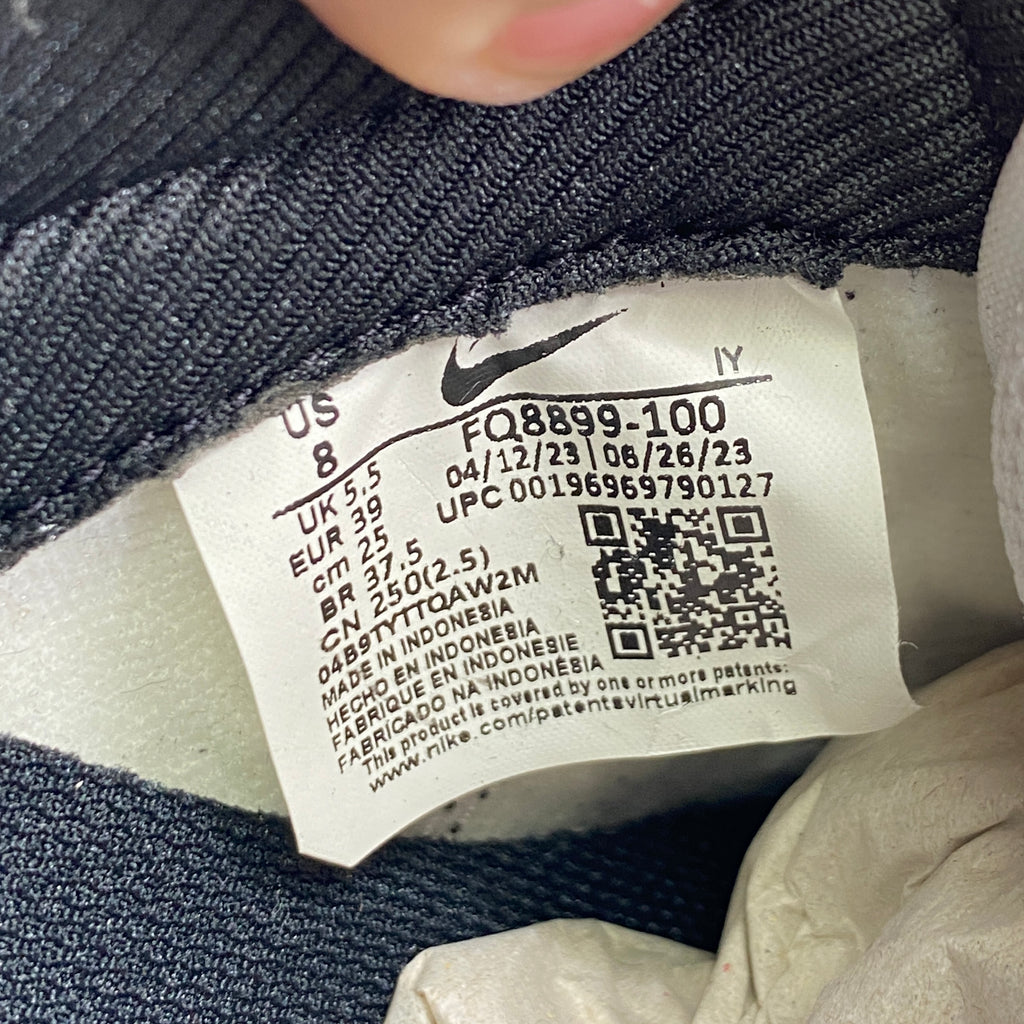 IY
US
8
FQ8899-100
04/12/23 | 06/26/23
UPC 00196969790127
UK 5,5
EUR 39
cm 25
BR 37,5
CN 250(2.5)
04B9TYTTQAW2M
MADE IN INDONESIA
HECHO EN INDONESIA
FABRIQUE EN INDONESIE
FABRICADO NA INDONÉSIA
This product is covered by one or more patents:
www.nike.com/patentsvirtualmarking